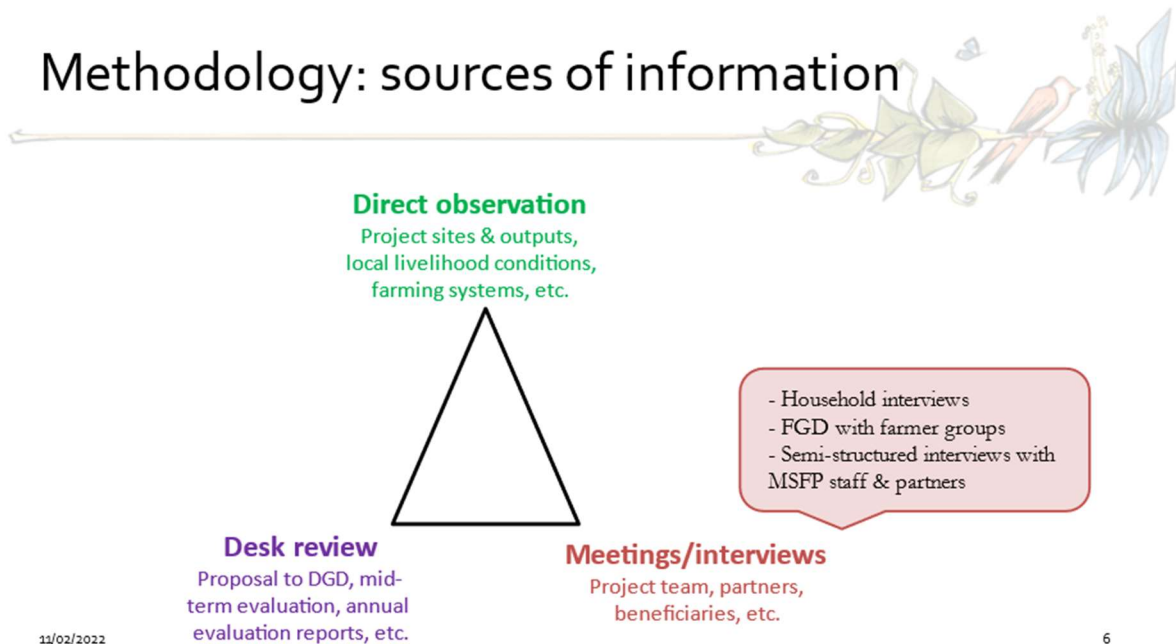 Methodology: sources of information
Direct observation
Project sites & outputs,
local livelihood conditions,
farming systems, etc.
- Household interviews
- FGD with farmer groups
- Semi-structured interviews with
MSFP staff & partners
Desk review
Proposal to DGD, mid-
term evaluation, annual
evaluation reports, etc.
Meetings/interviews
Project team, partners,
beneficiaries, etc.
11/02/2022
6